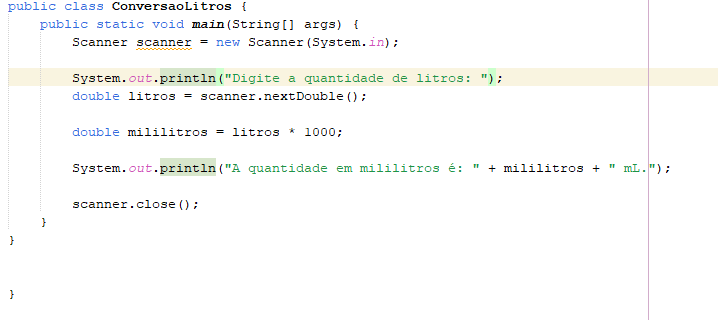 public class ConversaoLitros {
    public static void main(String[] args) {
        Scanner scanner = new Scanner(System.in);
        System.out.println("Digite a quantidade de litros: ");
        double litros = scanner.nextDouble();
        double mililitros = litros * 1000;
        System.out.println("A quantidade em mililitros é: " + mililitros + " mL.");
        scanner.close();
    }
}
}